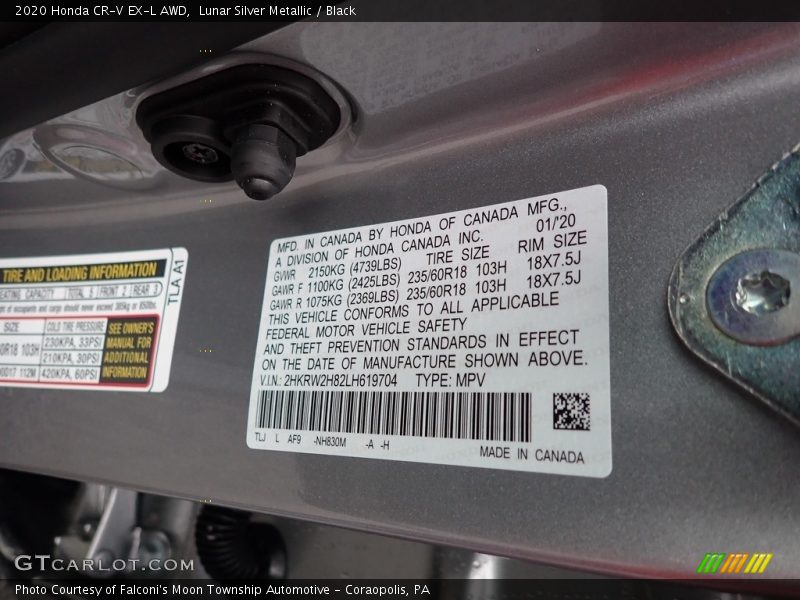 2020 Honda CR-V EX-L AWD,  Lunar Silver Metallic / Black
TIRE AND LOADING INFORMATION
SEATING CAPACITY TOTAL 5 FRONT 2 REAR 3
TLA A1
SIZE COLD TIRE PRESSURE
60R18 103H 230KPA, 33PSI
210KPA, 30PSI
90D17 112M 420KPA, 60PSI
SEE OWNER'S
MANUAL FOR
ADDITIONAL
INFORMATION
MFD. IN CANADA BY HONDA OF CANADA MFG.,
A DIVISION OF HONDA CANADA INC. 01/'20
GVWR 2150KG (4739LBS) TIRE SIZE RIM SIZE
GAWR F 1100KG (2425LBS) 235/60R18 103H 18X7.5J
GAWR R 1075KG (2369LBS) 235/60R18 103H 18X7.5J
THIS VEHICLE CONFORMS TO ALL APPLICABLE
FEDERAL MOTOR VEHICLE SAFETY
AND THEFT PREVENTION STANDARDS IN EFFECT
ON THE DATE OF MANUFACTURE SHOWN ABOVE.
V.I.N.: 2HKRW2H82LH619704 TYPE: MPV
TLJ L AF9 -NH830M -A -H
MADE IN CANADA
GTCARLOT.COM
Photo Courtesy of Falconi's Moon Township Automotive - Coraopolis, PA